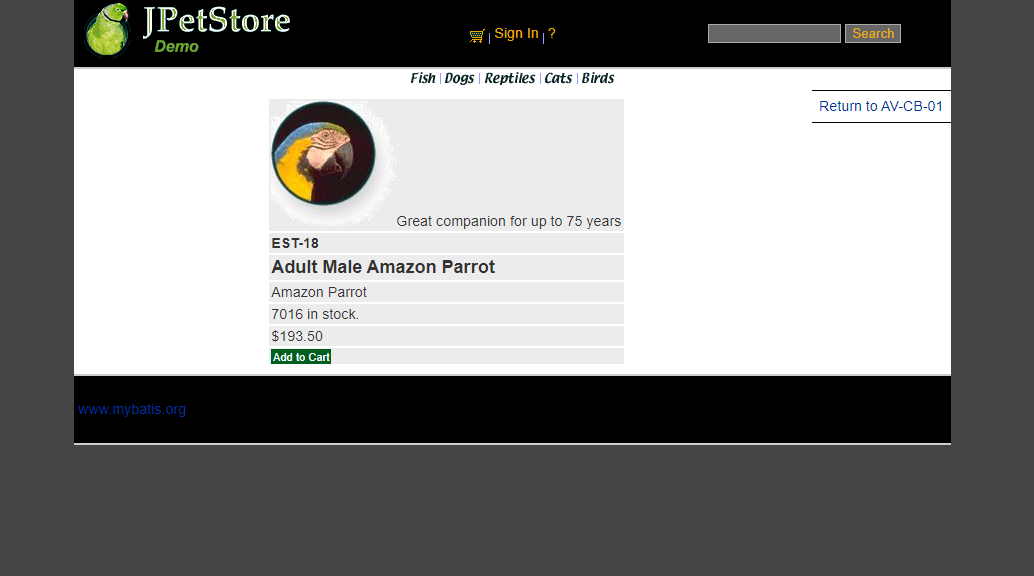 JPetStore
Demo
Sign In | ?
Search
Fish | Dogs | Reptiles | Cats | Birds
Return to AV-CB-01
Great companion for up to 75 years
EST-18
Adult Male Amazon Parrot
Amazon Parrot
7016 in stock.
$193.50
Add to Cart
www.mybatis.org